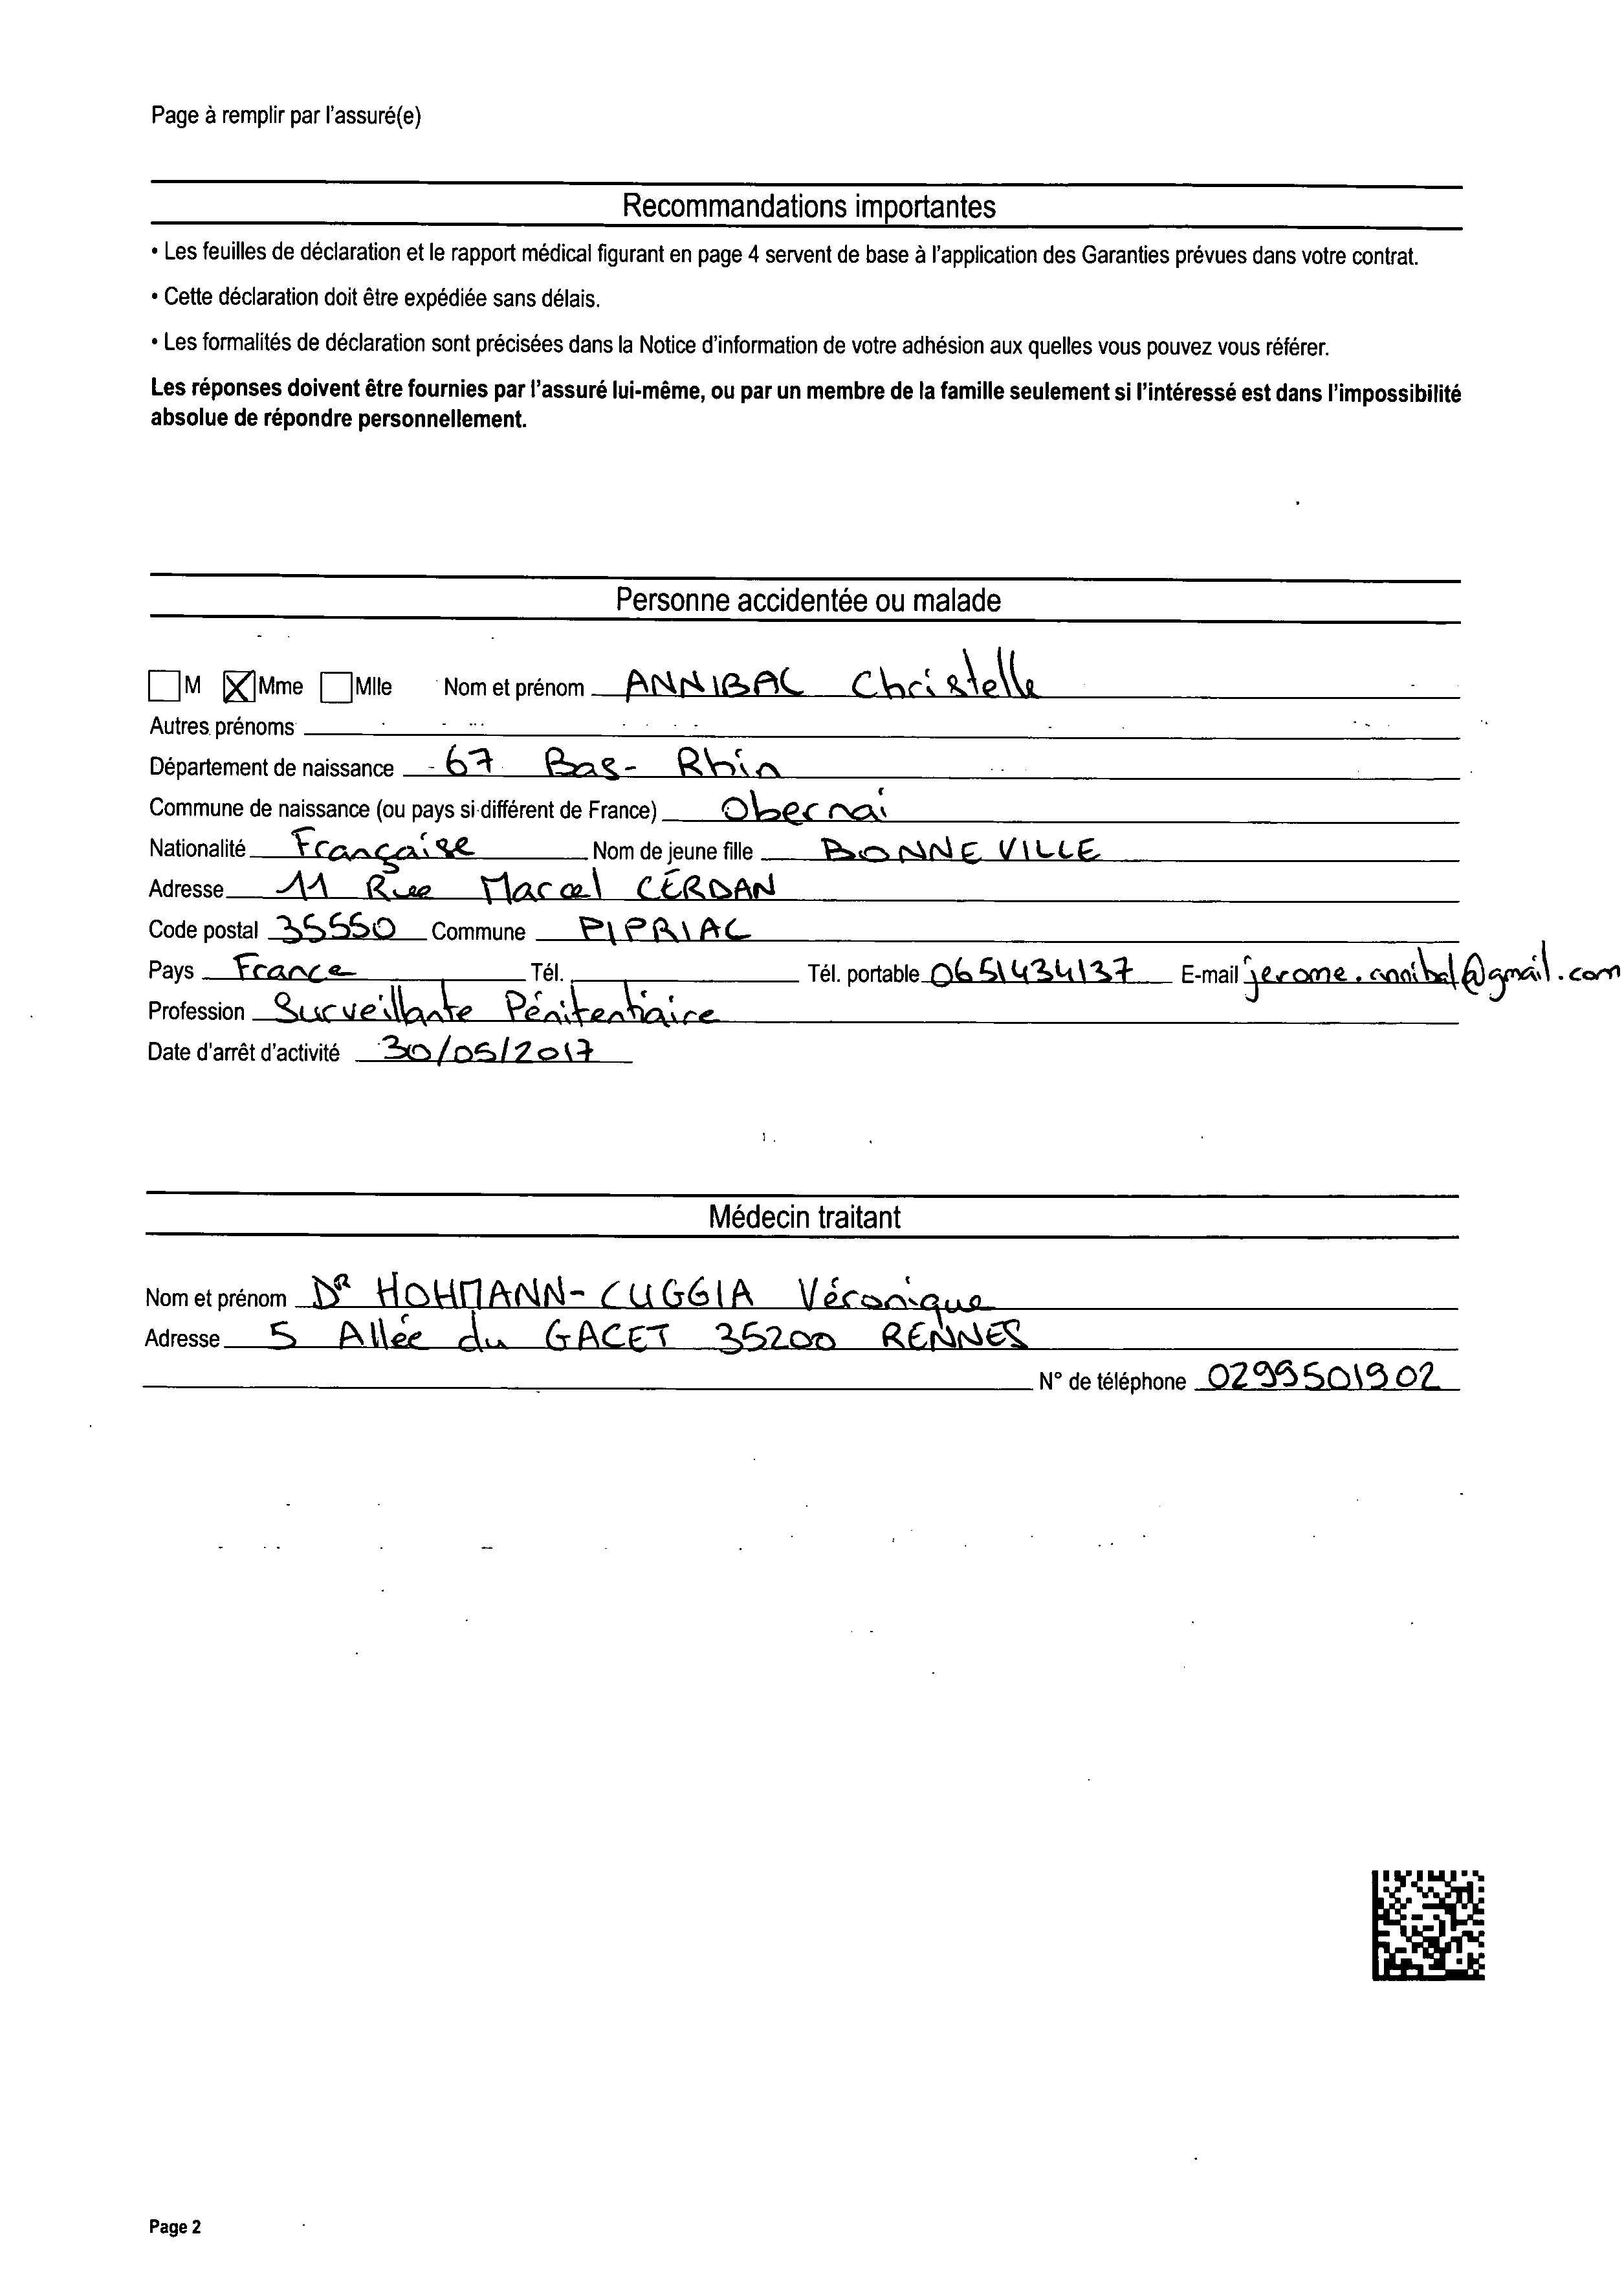 Page à remplir par l'assuré(e)
Recommandations importantes
• Les feuilles de déclaration et le rapport médical figurant en page 4 servent de base à l'application des Garanties prévues dans votre contrat.
• Cette déclaration doit être expédiée sans délais.
• Les formalités de déclaration sont précisées dans la Notice d'information de votre adhésion aux quelles vous pouvez vous référer.
Les réponses doivent être fournies par l'assuré lui-même, ou par un membre de la famille seulement si l'intéressé est dans l'impossibilité
absolue de répondre personnellement.
Personne accidentée ou malade
M Mme Mlle Nom et prénom ANNIBAL Christelle
Autres prénoms
Département de naissance 67 Bas-Rhin
Commune de naissance (ou pays si différent de France) Obernai
Nationalité Française Nom de jeune fille BONNEVILLE
Adresse 11 Rue Marcel CERDAN
Code postal 35550 Commune PIPRIAC
Pays France Tél. Tél. portable 0651434137 E-mail jerome.annibal@gmail.com
Profession Surveillante Pénitentiaire
Date d'arrêt d'activité 30/05/2017
Médecin traitant
Nom et prénom DR HOHMANN-CUGGIA Véronique
Adresse 5 Allée du GACET 35200 RENNES
N° de téléphone 0299501902
Page 2